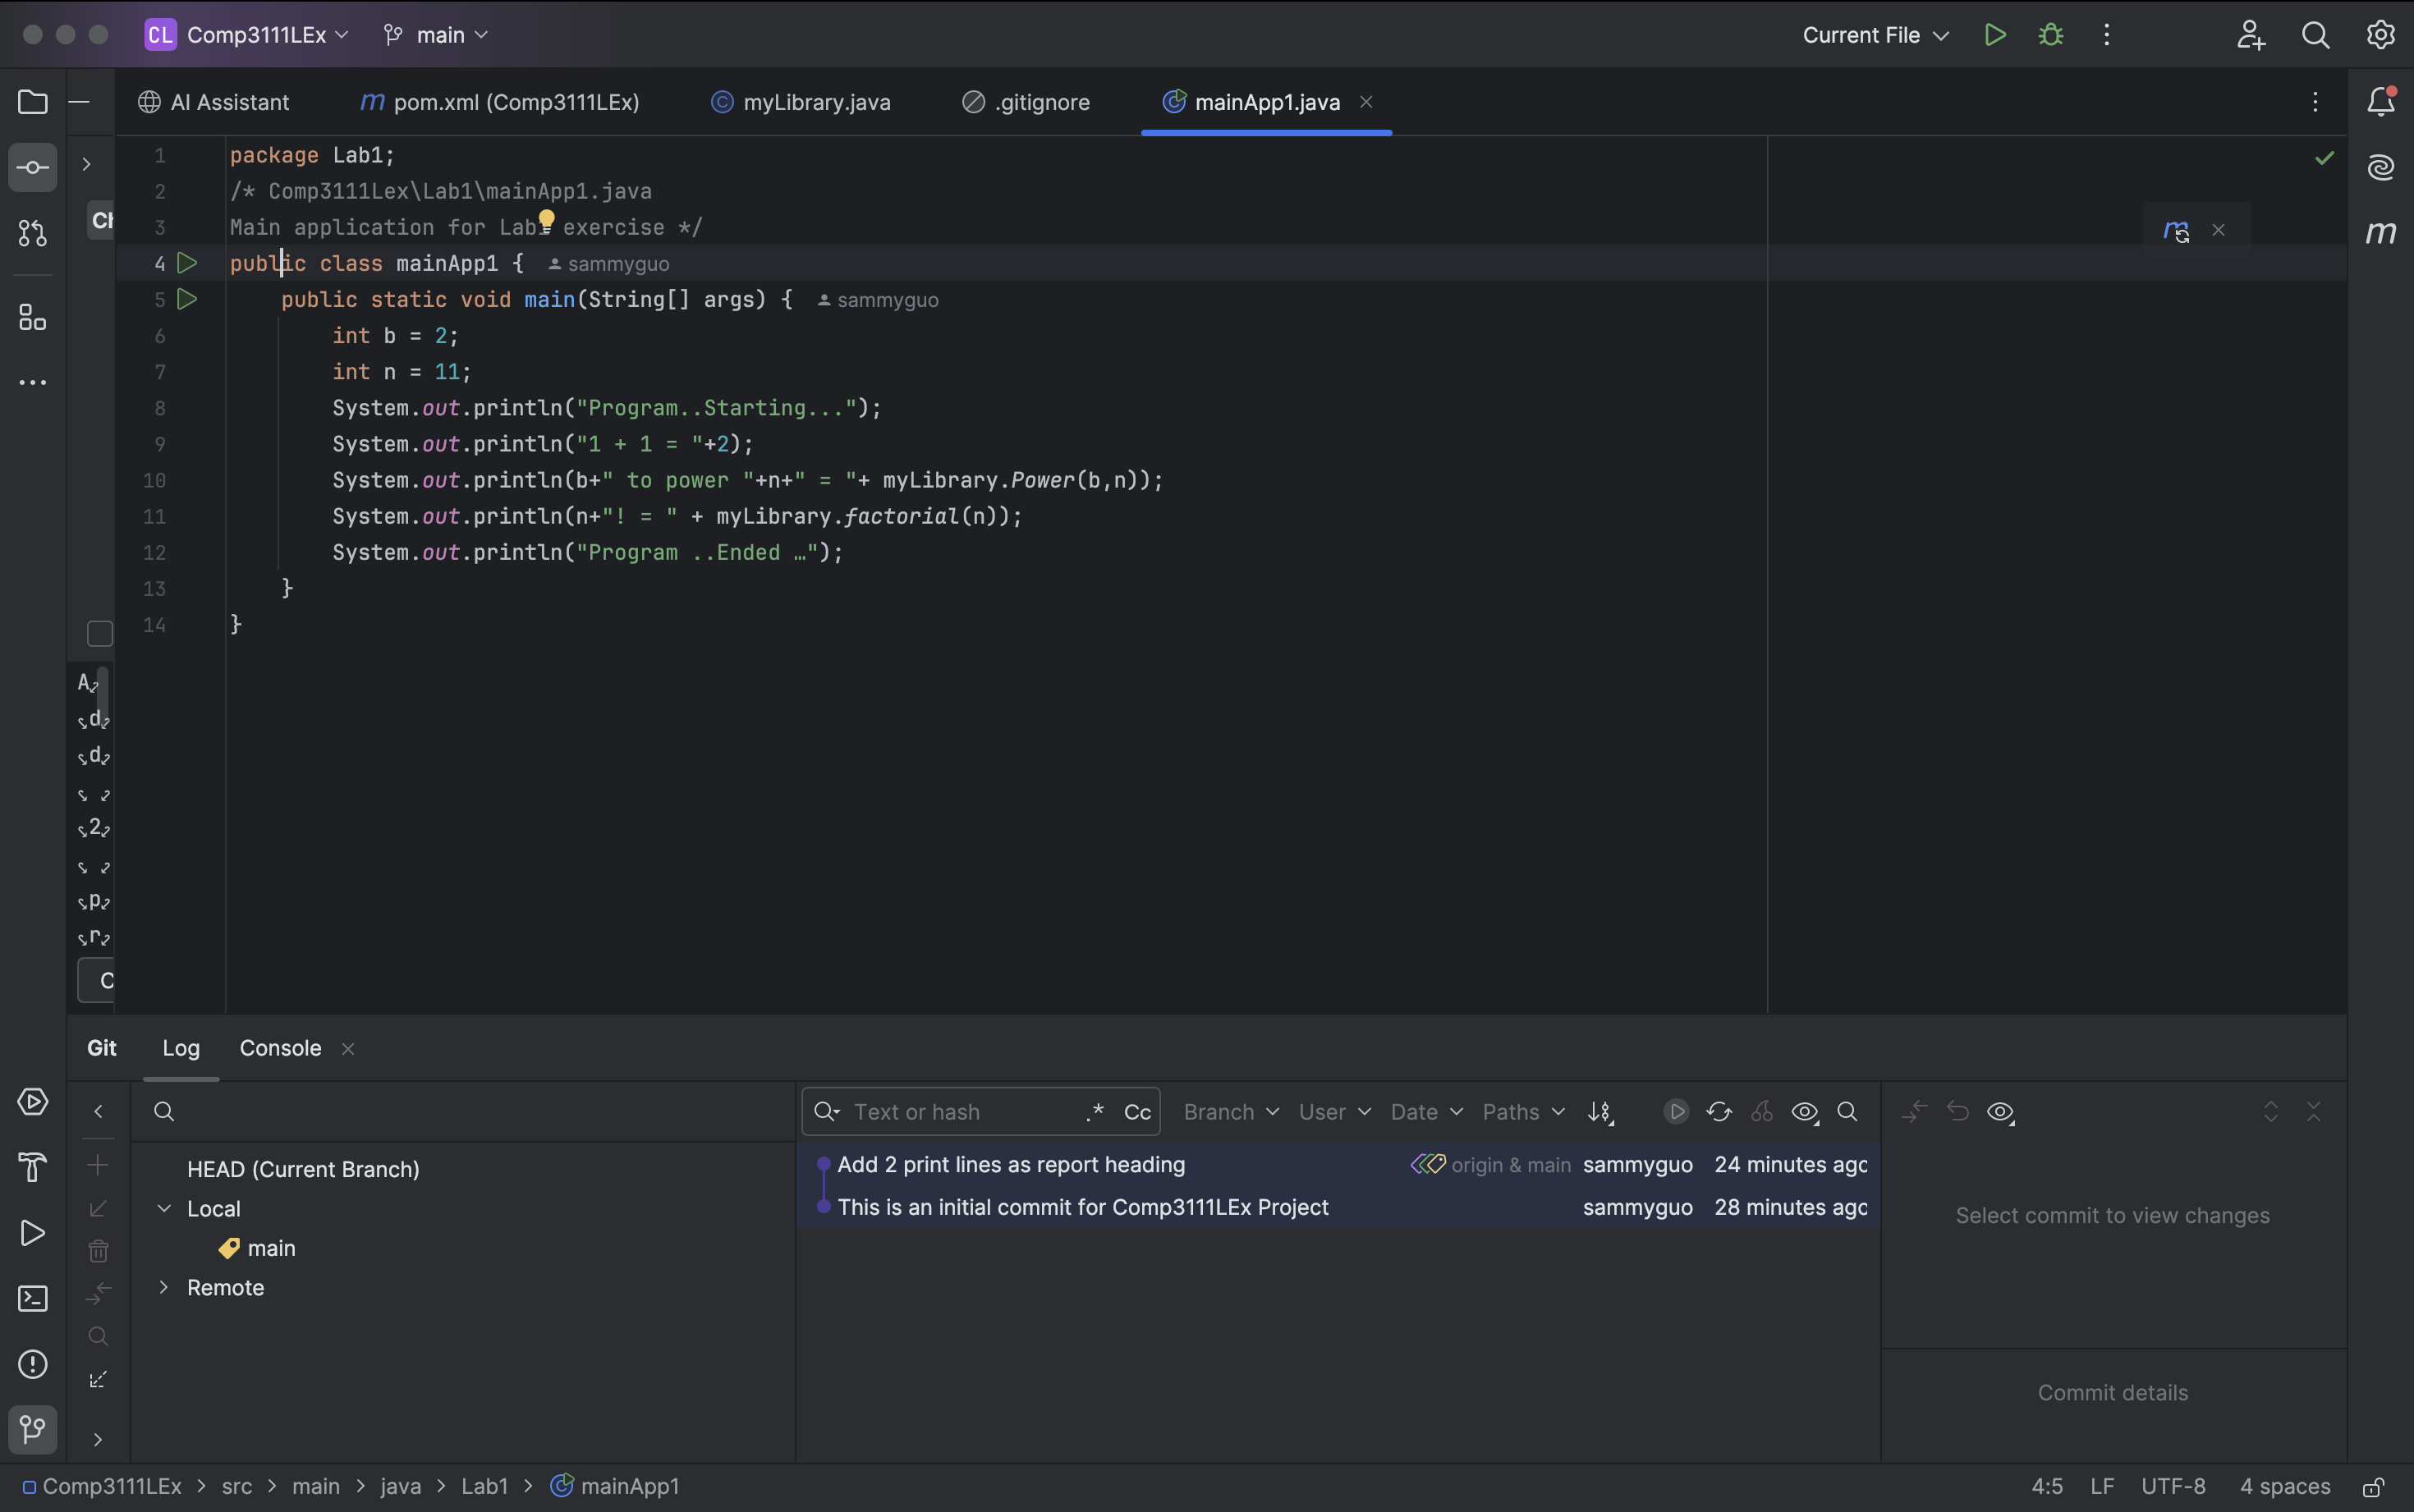 CL Comp3111LEx main Current File
AI Assistant pom.xml (Comp3111LEx) myLibrary.java .gitignore mainApp1.java
1 package Lab1;
2 /* Comp3111Lex\Lab1\mainApp1.java
3 Main application for Lab1 exercise */
4 public class mainApp1 { sammyguo
5 public static void main(String[] args) { sammyguo
6 int b = 2;
7 int n = 11;
8 System.out.println("Program..Starting...");
9 System.out.println("1 + 1 = "+2);
10 System.out.println(b+" to power "+n+" = "+ myLibrary.Power(b,n));
11 System.out.println(n+"! = " + myLibrary.factorial(n));
12 System.out.println("Program ..Ended …");
13 }
14 }
Ch
A
d
d
2
p
r
C
Git Log Console
Text or hash .* Cc Branch User Date Paths
HEAD (Current Branch)
Local
main
Remote
Add 2 print lines as report heading origin & main sammyguo 24 minutes ago
This is an initial commit for Comp3111LEx Project sammyguo 28 minutes ago
Select commit to view changes
Commit details
Comp3111LEx > src > main > java > Lab1 > mainApp1 4:5 LF UTF-8 4 spaces